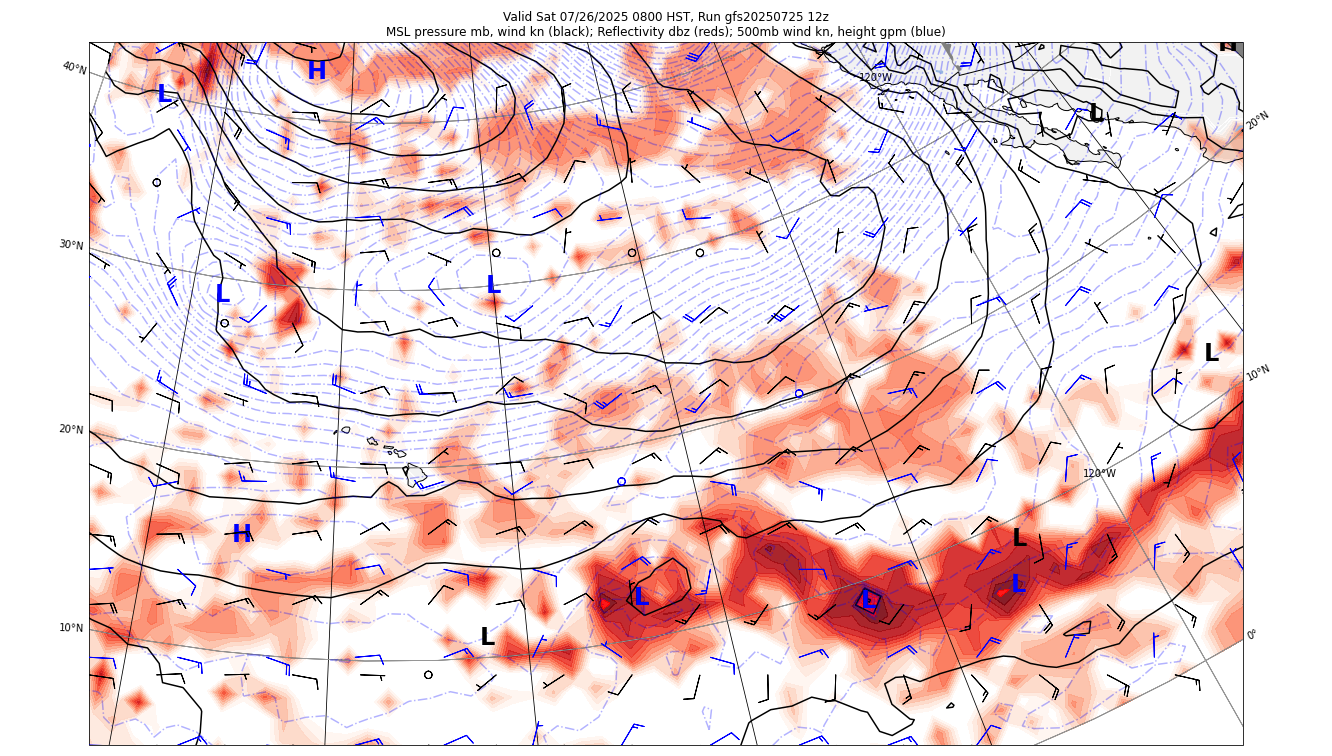 Valid Sat 07/26/2025 0800 HST, Run gfs20250725 12z
MSL pressure mb, wind kn (black); Reflectivity dbz (reds); 500mb wind kn, height gpm (blue)
H
40°N
H
120°W
L
L
20°N
30°N
L
L
L
10°N
20°N
120°W
H
L
L
L
L
10°N
L
0°